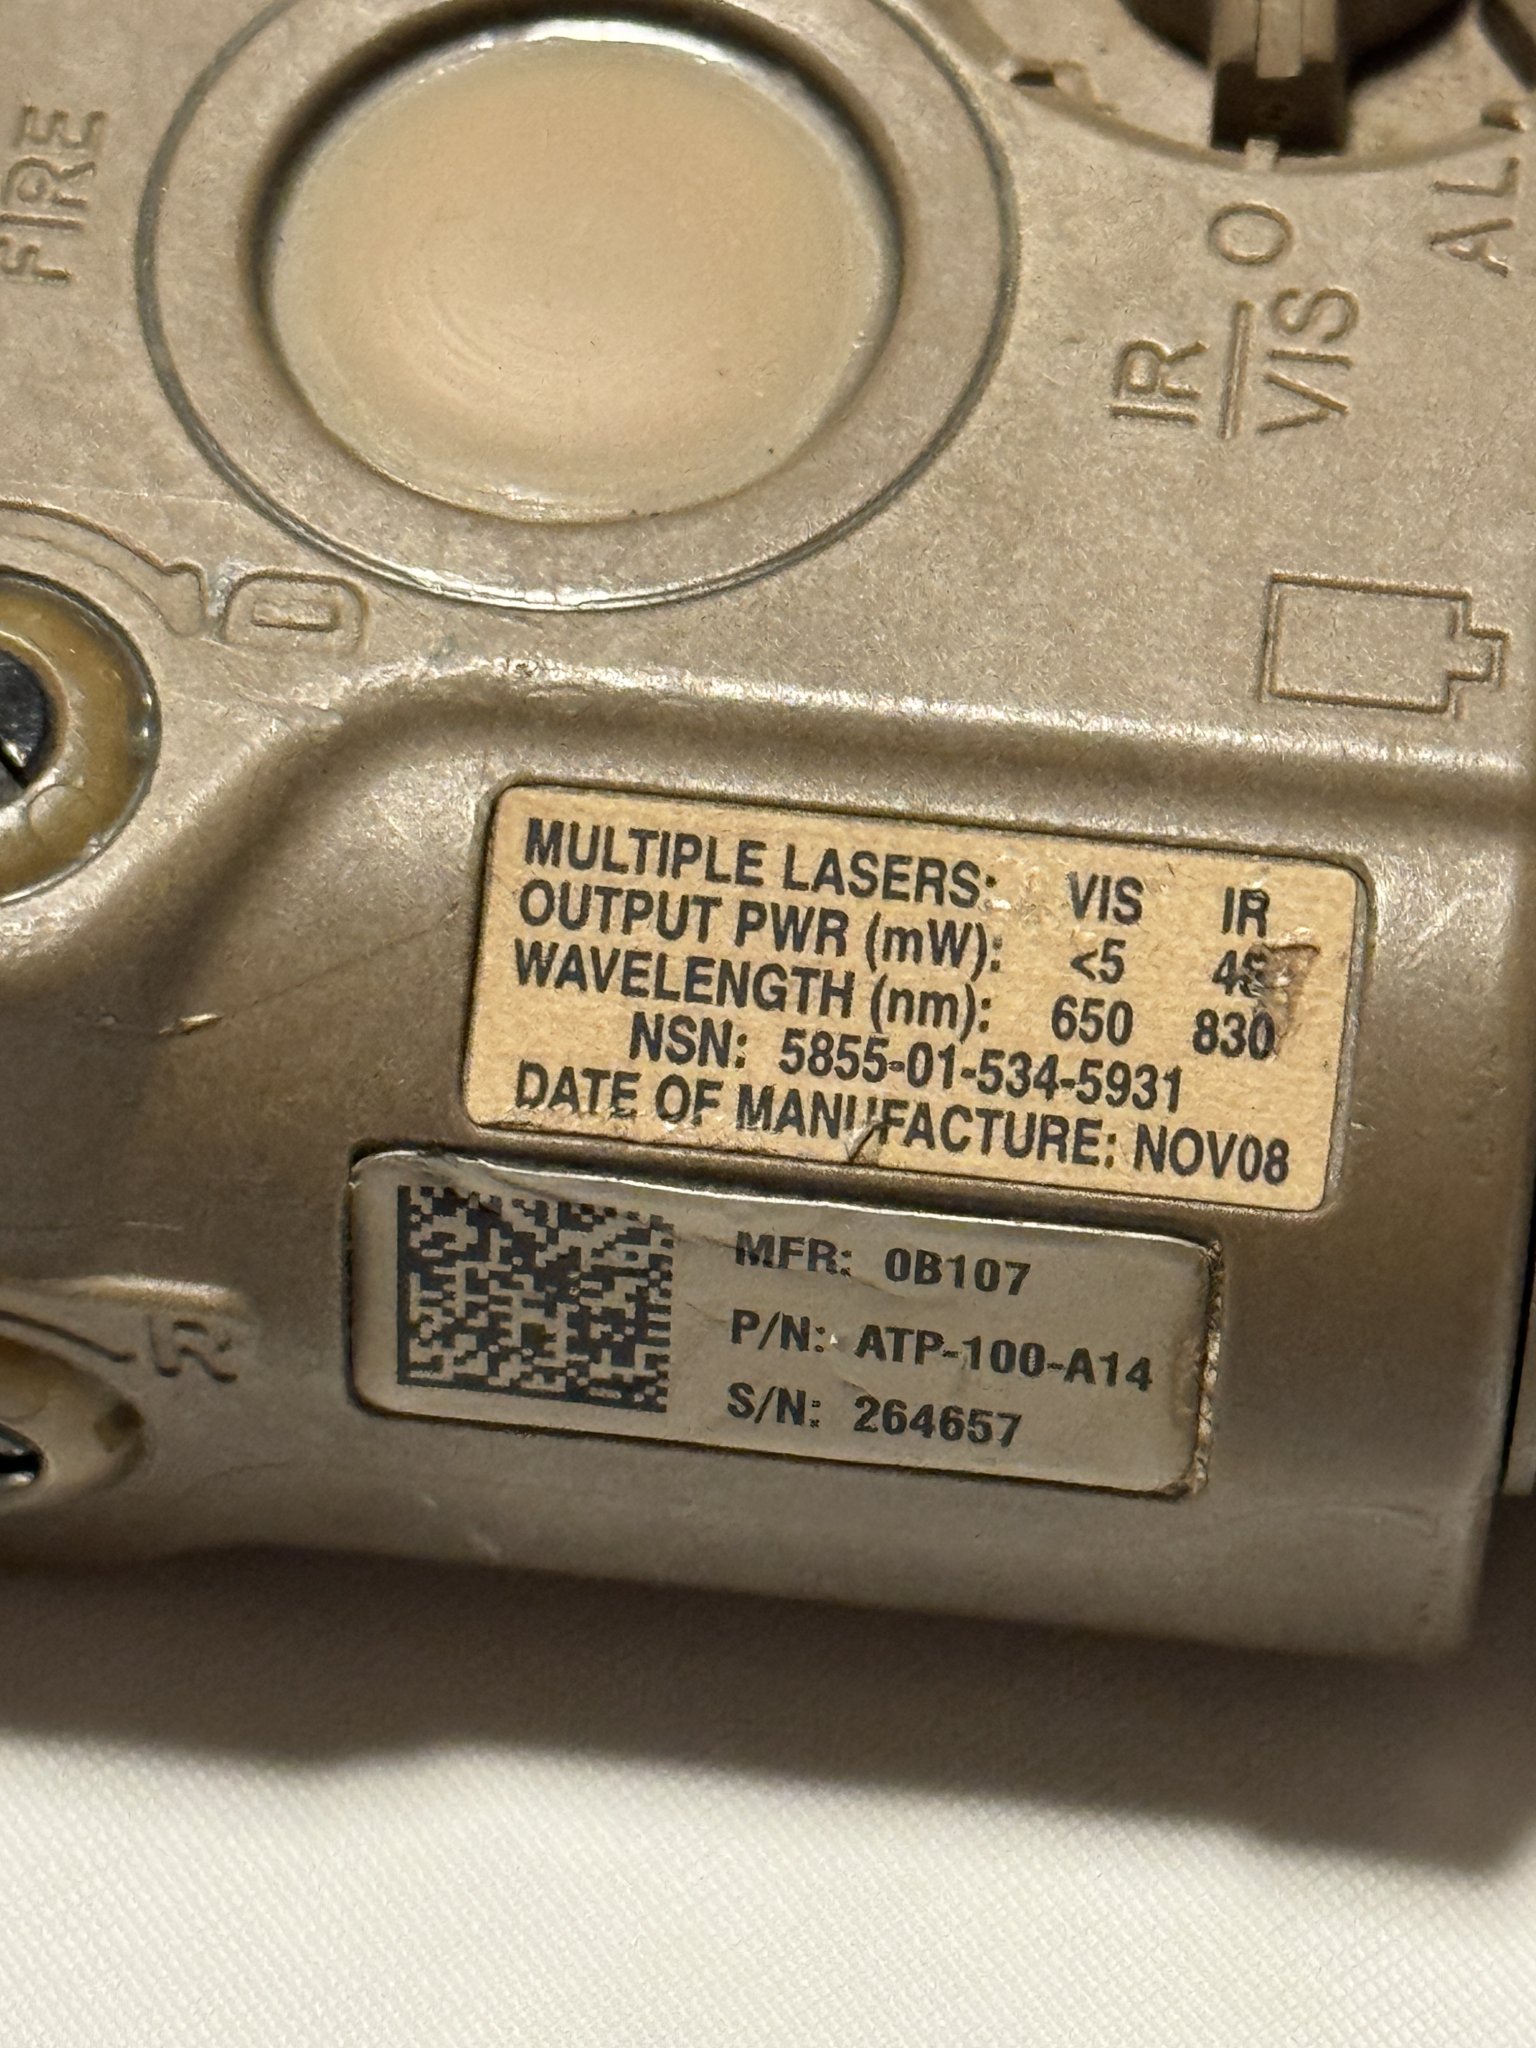 FIRE
O
IR
VIS
AL
R
MULTIPLE LASERS: VIS IR
OUTPUT PWR (mW): <5
WAVELENGTH (nm): 650 830
NSN: 5855-01-534-5931
DATE OF MANUFACTURE: NOV08
MFR: 0B107
P/N: ATP-100-A14
S/N: 264657